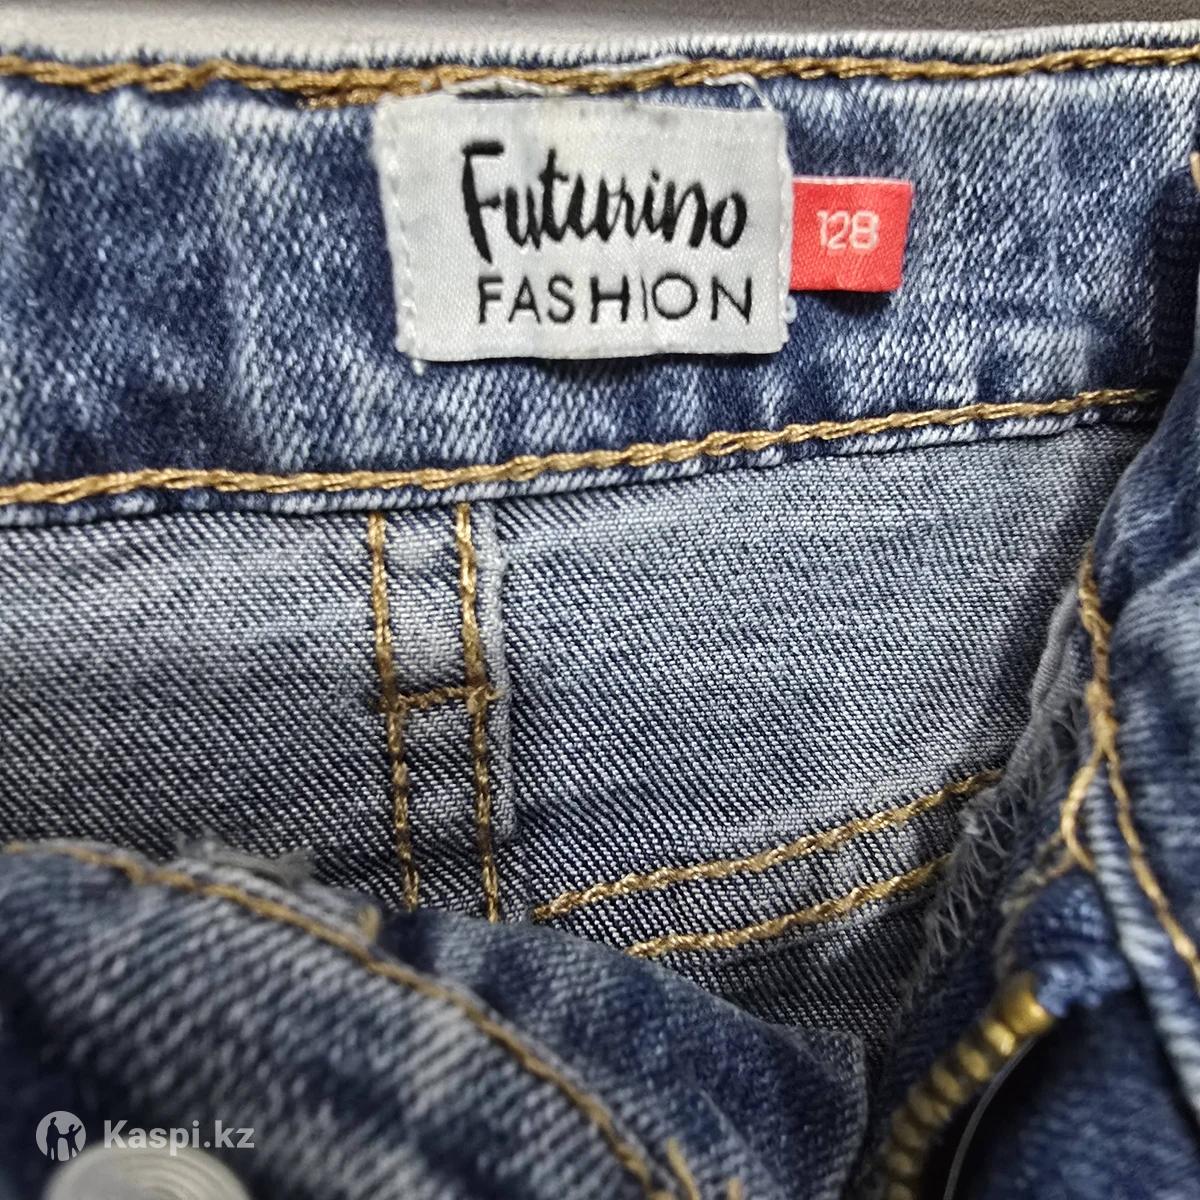 Futurino
FASHION
128
Kaspi.kz